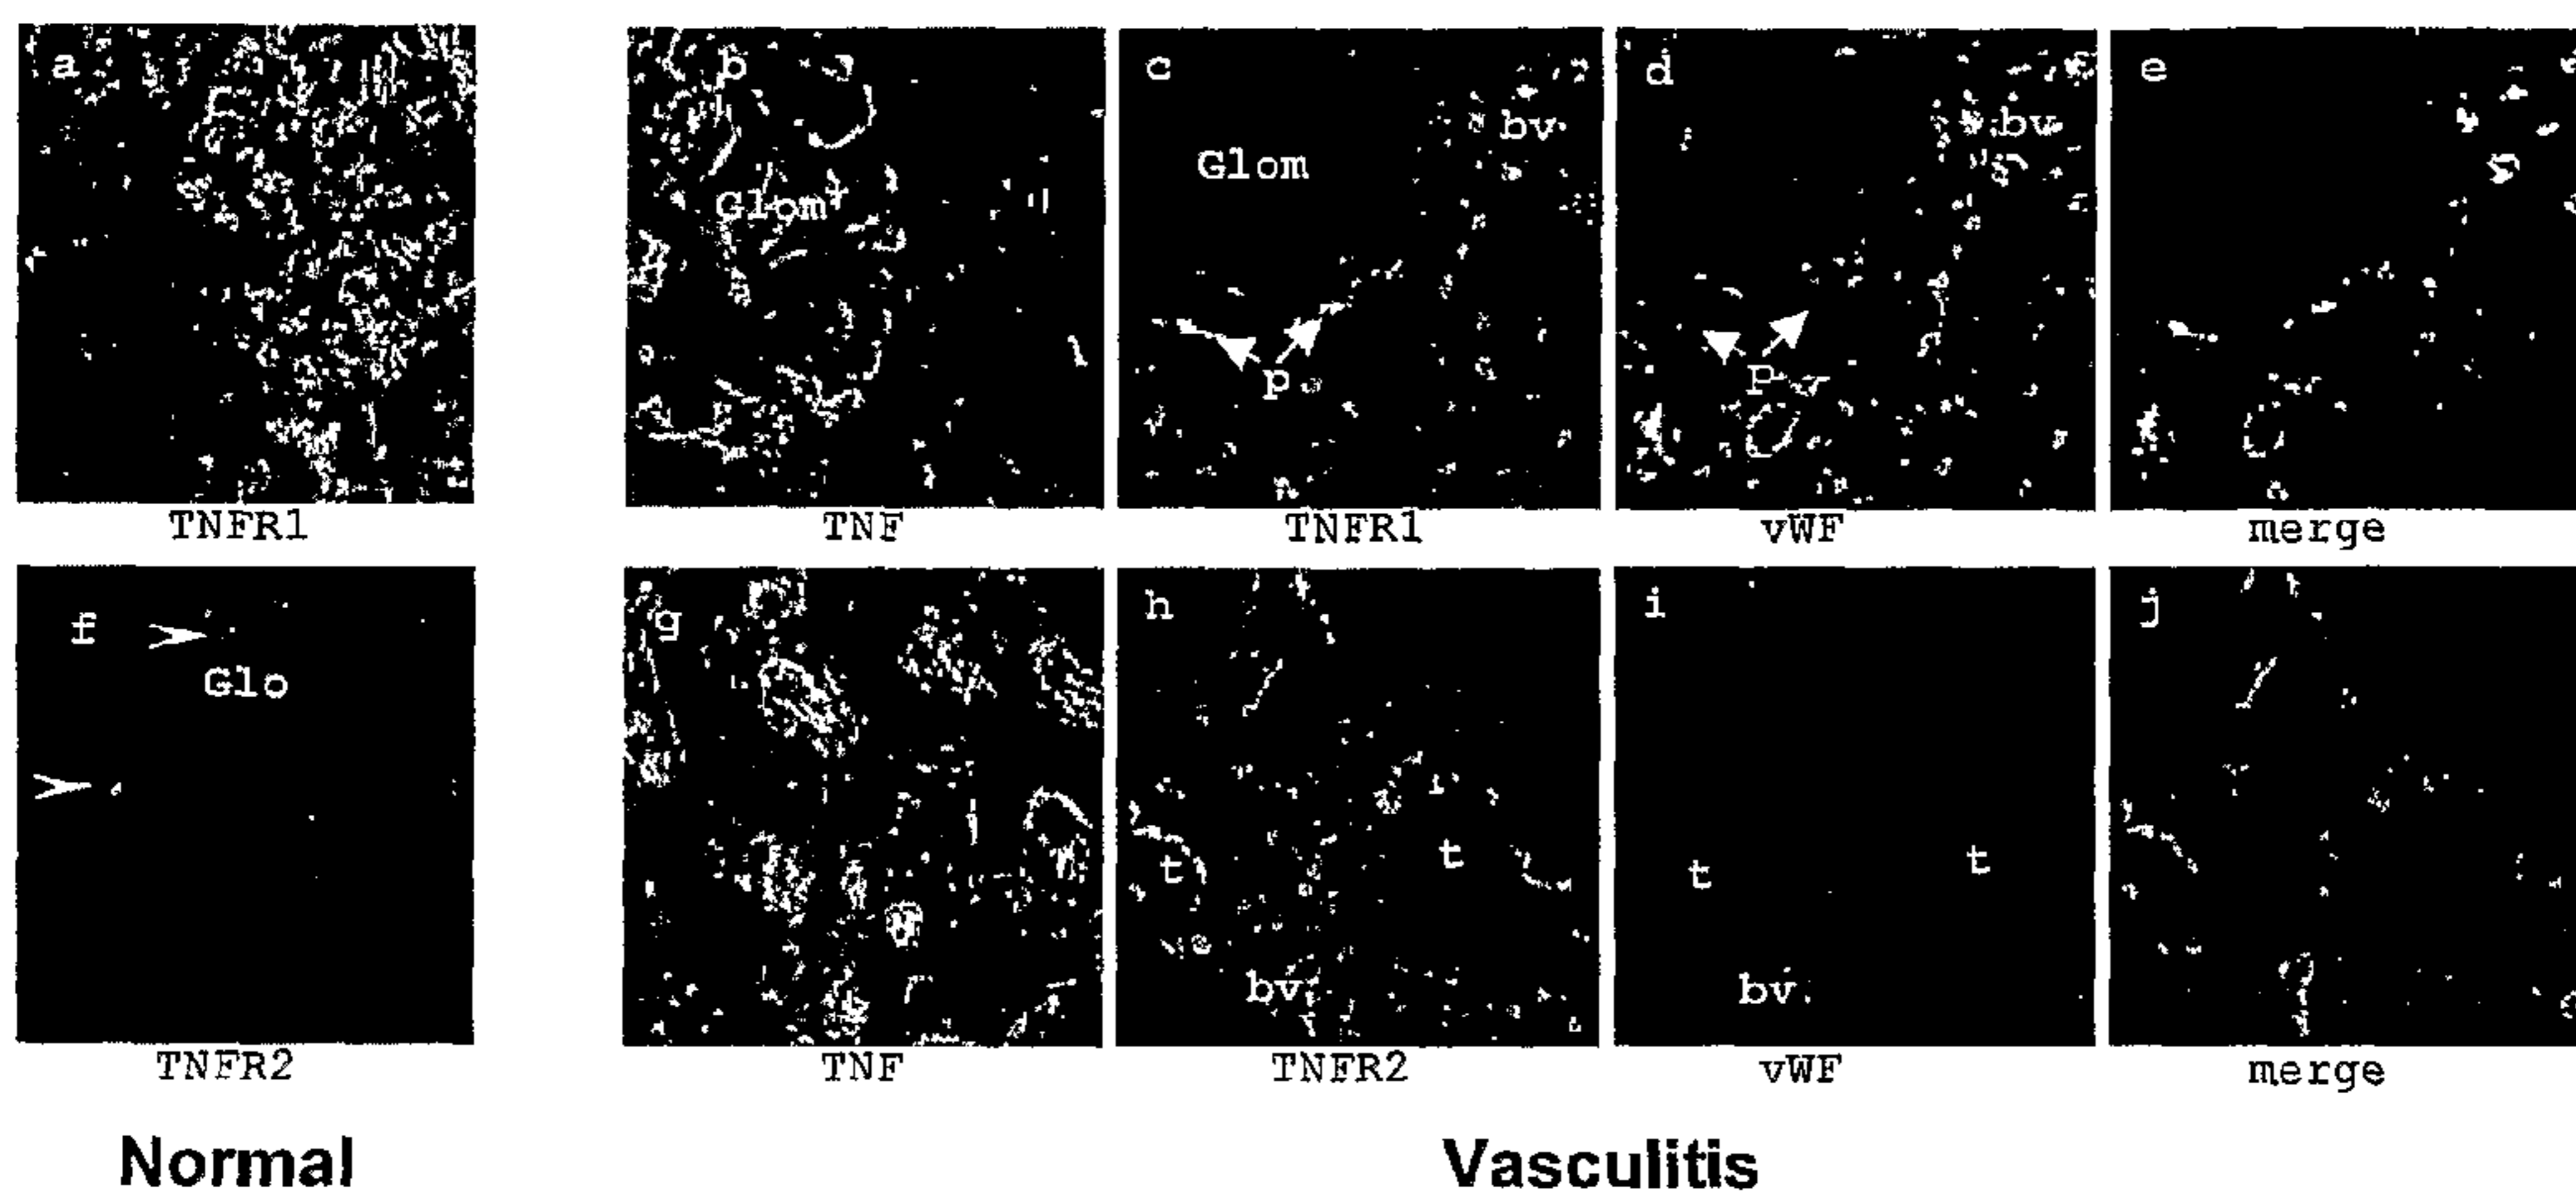 a
b
Glom
c
Glom
bv
p
d
bv
p
e
TNFR1
TNF
TNFR1
vWF
merge
f
Glo
g
h
t
t
bv
i
t
t
bv
j
TNFR2
TNF
TNFR2
vWF
merge
Normal
Vasculitis